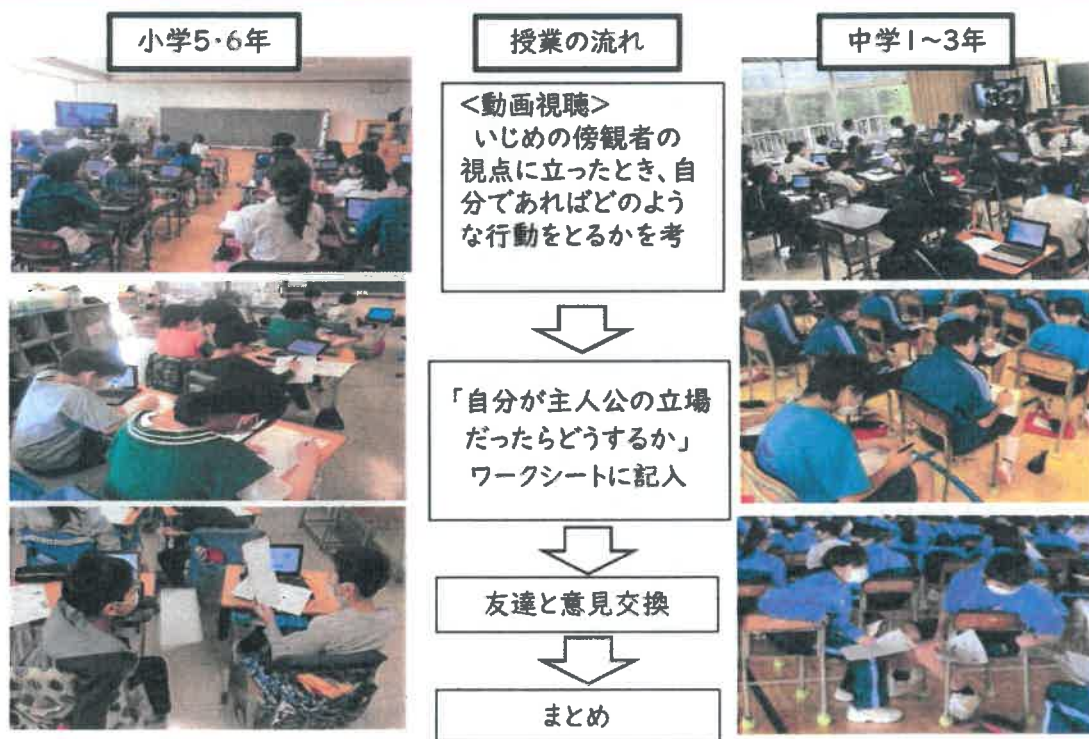 小学5・6年
授業の流れ
中学1～3年
<動画視聴>
いじめの傍観者の
視点に立ったとき、自
分であればどのよう
な行動をとるかを考
「自分が主人公の立場
だったらどうするか」
ワークシートに記入
友達と意見交換
まとめ